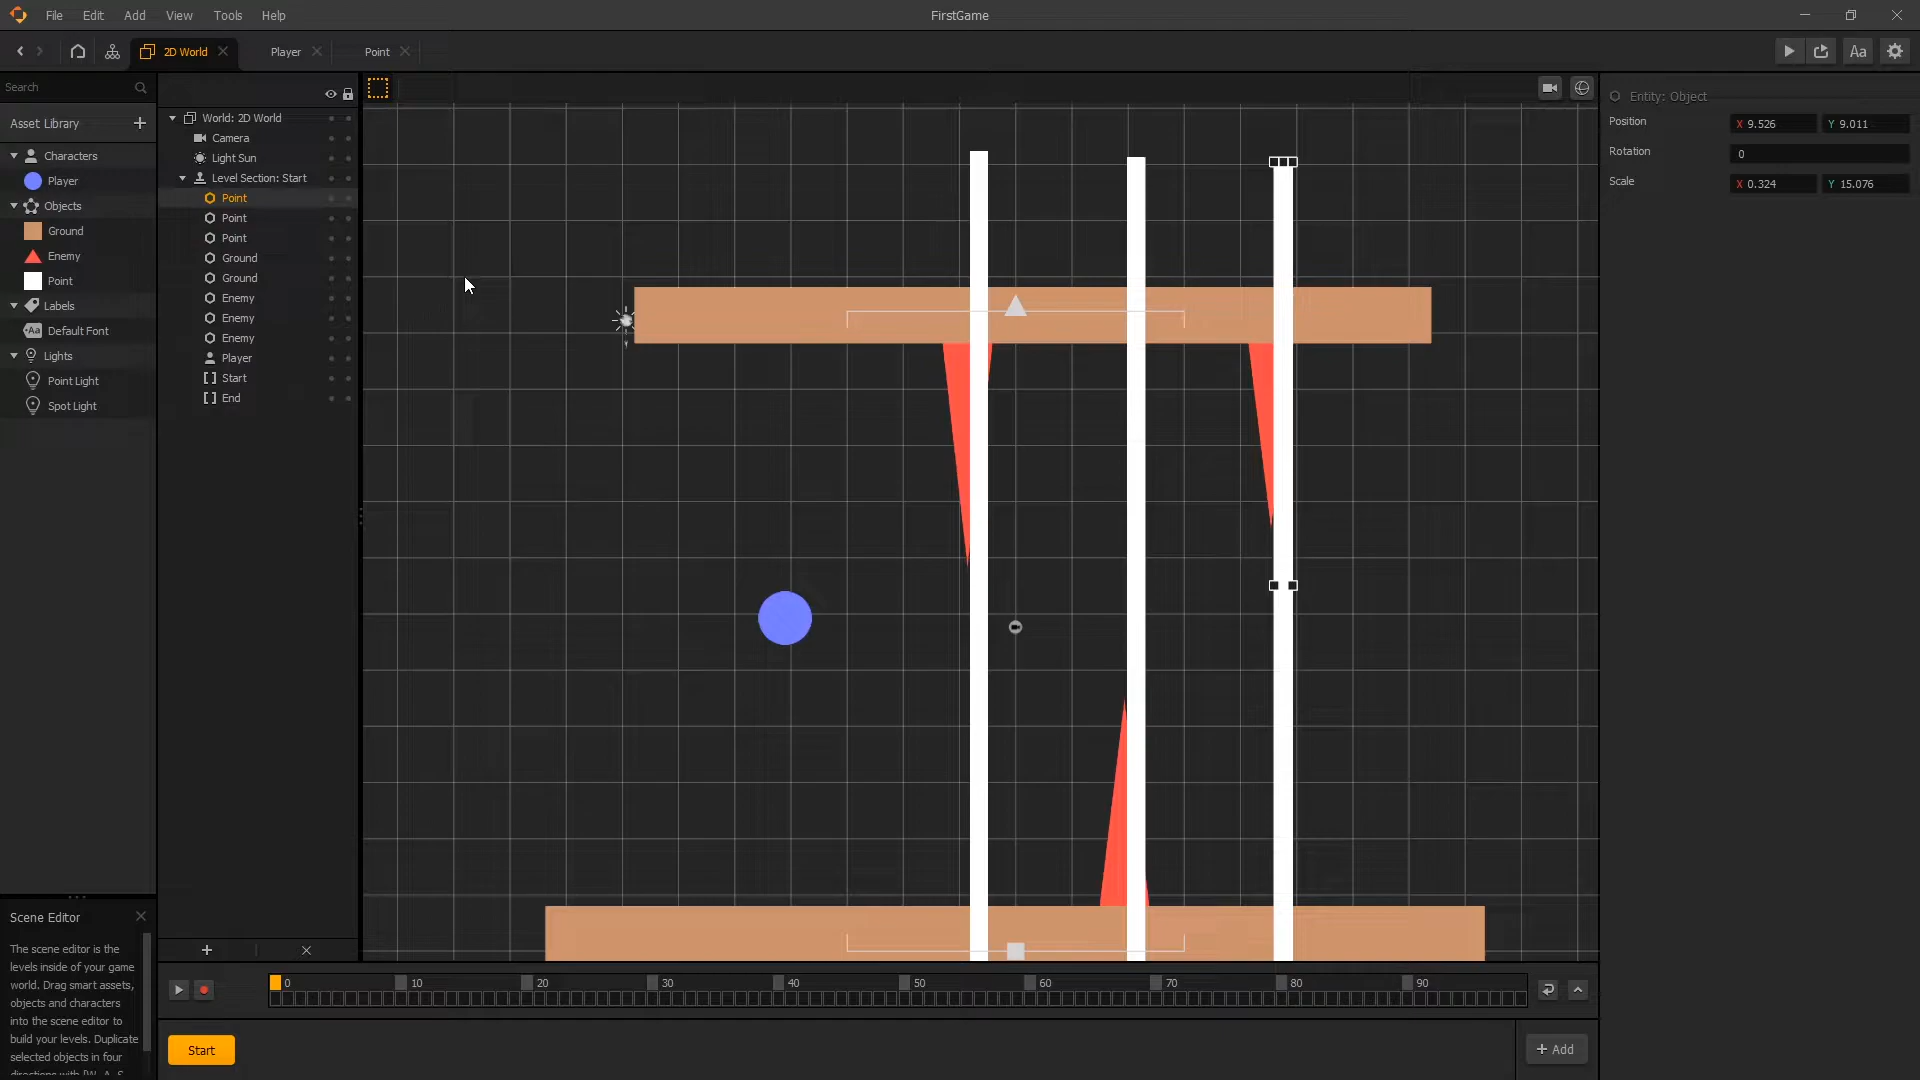 File Edit Add View Tools Help
FirstGame
2D World
Player
Point
Aa
Search
Asset Library
Characters
Player
Objects
Ground
Enemy
Point
Labels
Aa Default Font
Lights
Point Light
Spot Light
World: 2D World
Camera
Light Sun
Level Section: Start
Point
Point
Point
Ground
Ground
Enemy
Enemy
Enemy
Player
Start
End
Entity: Object
Position X 9.526 Y 9.011
Rotation 0
Scale X 0.324 Y 15.076
Scene Editor
The scene editor is the
levels inside of your game
world. Drag smart assets,
objects and characters
into the scene editor to
build your levels. Duplicate
selected objects in four
directions with [W, A, S,
0 10 20 30 40 50 60 70 80 90
Start
+ Add